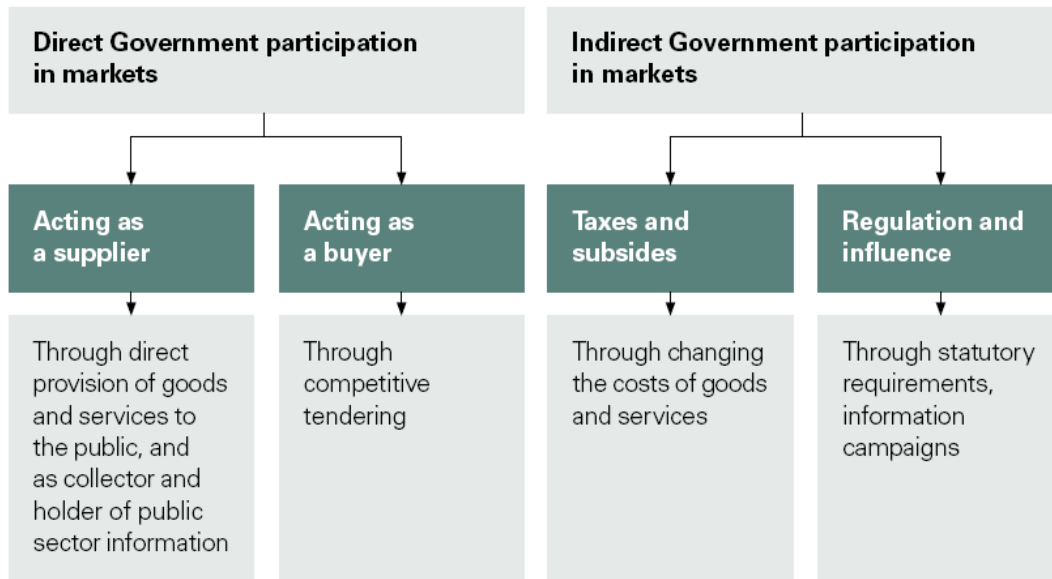 Direct Government participation
in markets
Indirect Government participation
in markets
Acting as
a supplier
Acting as
a buyer
Taxes and
subsides
Regulation and
influence
Through direct
provision of goods
and services to
the public, and
as collector and
holder of public
sector information
Through
competitive
tendering
Through changing
the costs of goods
and services
Through statutory
requirements,
information
campaigns